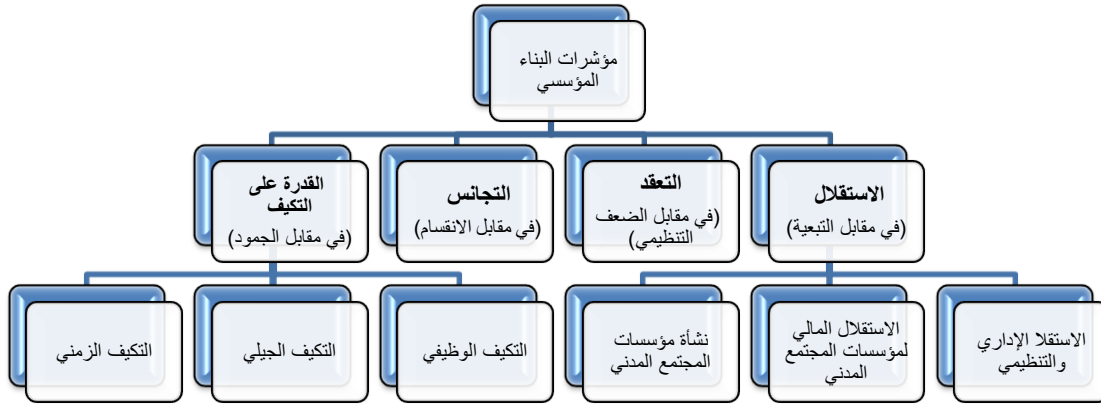 مؤشرات البناء
المؤسسي
الاستقلال
(في مقابل التبعية)
التعقد
(في مقابل الضعف
التنظيمي)
التجانس
(في مقابل الانقسام)
القدرة على
التكيف
(في مقابل الجمود)
الاستقلا الإداري
والتنظيمي
الاستقلال المالي
لمؤسسات المجتمع
المدني
نشأة مؤسسات
المجتمع المدني
التكيف الوظيفي
التكيف الجيلي
التكيف الزمني